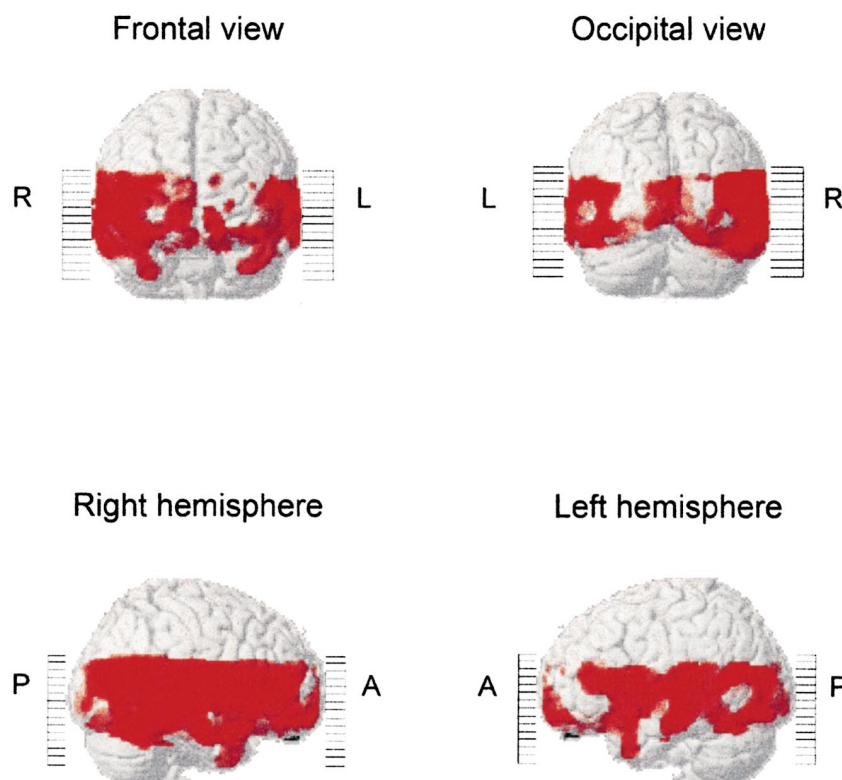 Frontal view
Occipital view
R
L
L
R
Right hemisphere
Left hemisphere
P
A
A
P